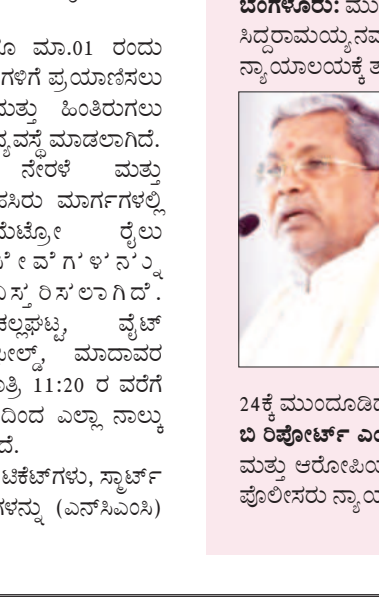 ಮಾ.01 ರಂದು
ಗಳಿಗೆ ಪ್ರಯಾಣಿಸಲು
ಮತ್ತು ಹಿಂತಿರುಗಲು
ವ್ಯವಸ್ಥೆ ಮಾಡಲಾಗಿದೆ.
ನೇರಳೆ ಮತ್ತು
ಹಸಿರು ಮಾರ್ಗಗಳಲ್ಲಿ
ಮೆಟ್ರೋ ರೈಲು
ಸೇವೆಗಳನ್ನು
ವಿಸ್ತರಿಸಲಾಗಿದೆ.
ಕಲ್ಲಘಟ್ಟ, ವೈಟ್
ಫೀಲ್ಡ್, ಮಾದಾವರ
ರಾತ್ರಿ 11:20 ರ ವರೆಗೆ
ದಿಂದ ಎಲ್ಲಾ ನಾಲ್ಕು
ದೆ.
ಟಿಕೆಟ್‌ಗಳು, ಸ್ಮಾರ್ಟ್
ಗಳನ್ನು (ಎನ್‌ಸಿಎಂಸಿ)
ಬೆಂಗಳೂರು: ಮು
ಸಿದ್ದರಾಮಯ್ಯನವ
ನ್ಯಾಯಾಲಯಕ್ಕೆ ತ
24ಕ್ಕೆ ಮುಂದೂಡಿದ
ಬಿ ರಿಪೋರ್ಟ್ ಎಂ
ಮತ್ತು ಆರೋಪಿಯ
ಪೊಲೀಸರು ನ್ಯಾಯ